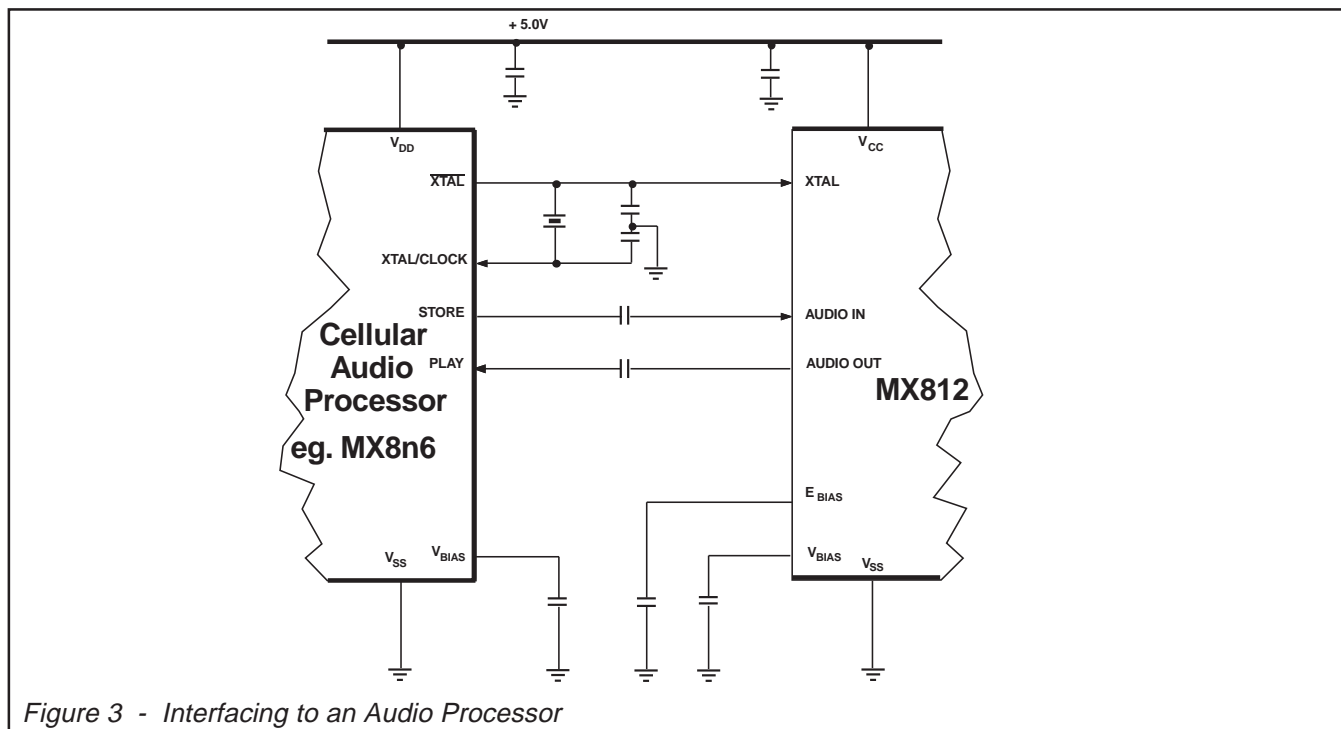 + 5.0V
VDD
VCC
XTAL
XTAL
XTAL/CLOCK
STORE
AUDIO IN
Cellular
Audio
Processor
eg. MX8n6
PLAY
AUDIO OUT
MX812
EBIAS
VSS
VBIAS
VBIAS
VSS
Figure 3 - Interfacing to an Audio Processor